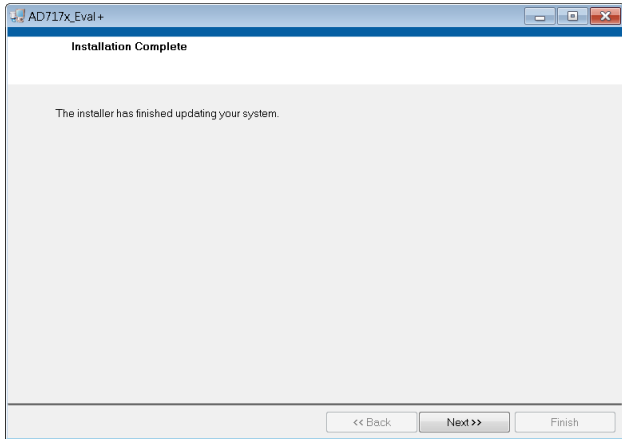 AD717x_Eval+
Installation Complete
The installer has finished updating your system.
<< Back Next >> Finish